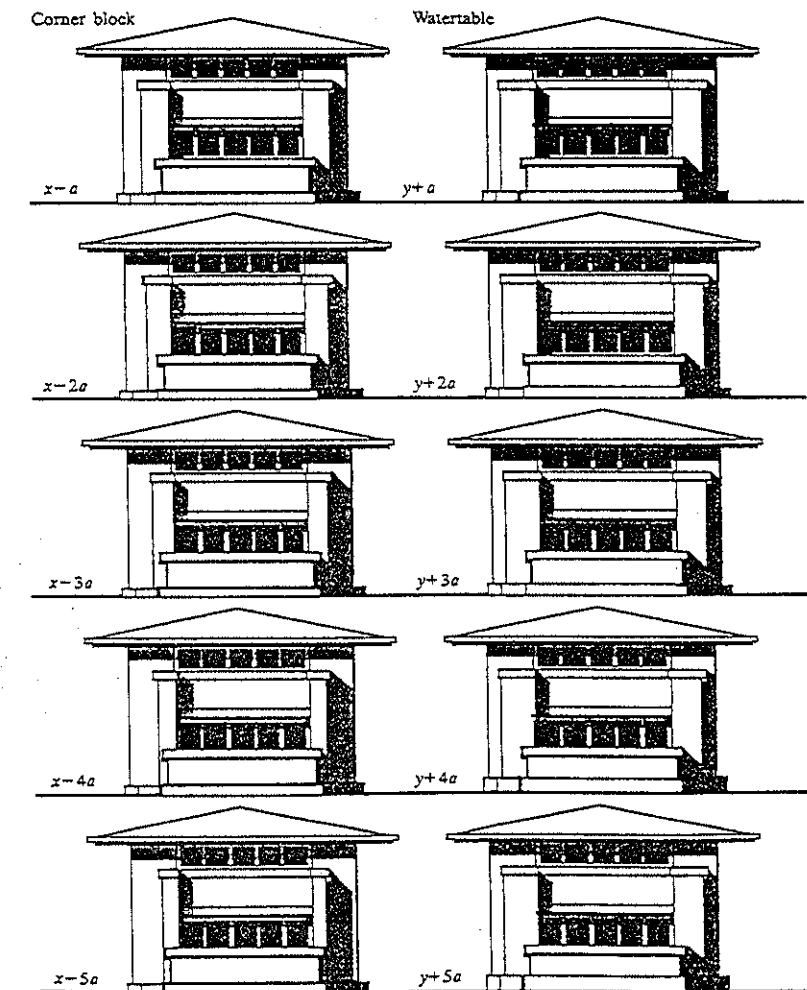 Corner block
Watertable
x−a
y+a
x−2a
y+2a
x−3a
y+3a
x−4a
y+4a
x−5a
y+5a